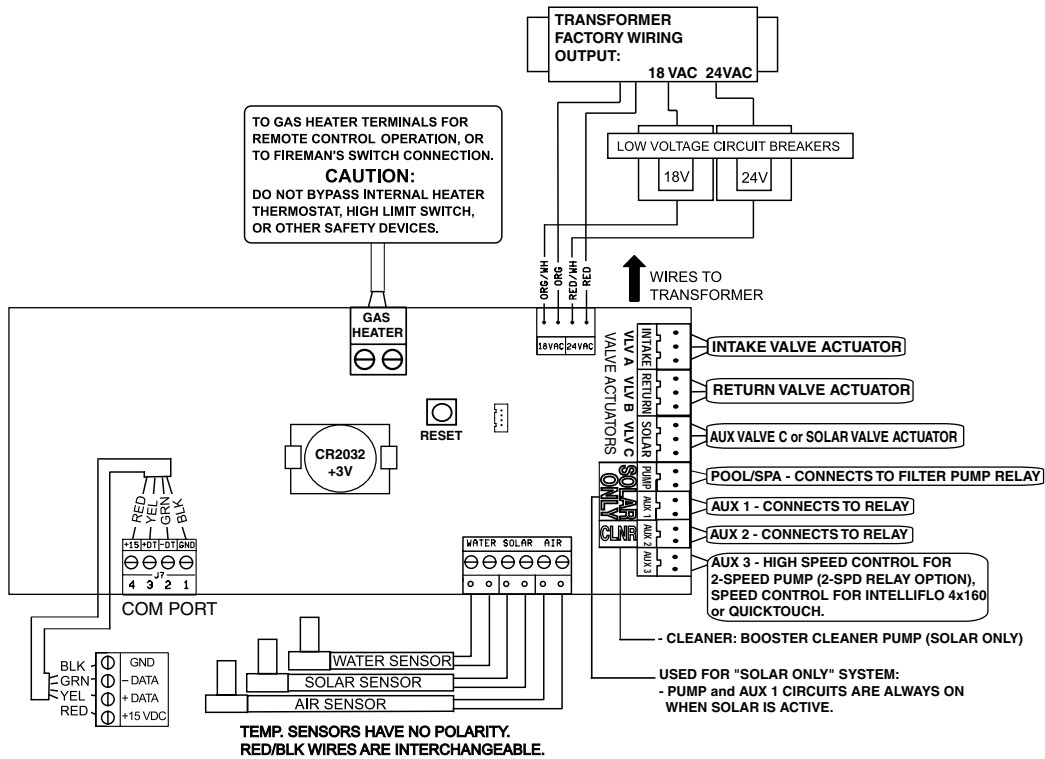 TRANSFORMER
FACTORY WIRING
OUTPUT:
18 VAC 24VAC
LOW VOLTAGE CIRCUIT BREAKERS
18V
24V
TO GAS HEATER TERMINALS FOR
REMOTE CONTROL OPERATION, OR
TO FIREMAN'S SWITCH CONNECTION.
CAUTION:
DO NOT BYPASS INTERNAL HEATER
THERMOSTAT, HIGH LIMIT SWITCH,
OR OTHER SAFETY DEVICES.
ORG/WH
ORG
RED/WH
RED
WIRES TO
TRANSFORMER
GAS
HEATER
18VAC 24VAC
RESET
CR2032
+3V
VALVE ACTUATORS
VLV A
INTAKE
INTAKE VALVE ACTUATOR
VLV B
RETURN
RETURN VALVE ACTUATOR
VLV C
SOLAR
AUX VALVE C or SOLAR VALVE ACTUATOR
SOLAR
ONLY
PUMP
POOL/SPA - CONNECTS TO FILTER PUMP RELAY
AUX 1
AUX 1 - CONNECTS TO RELAY
CLNR
AUX 2
AUX 2 - CONNECTS TO RELAY
AUX 3
AUX 3 - HIGH SPEED CONTROL FOR
2-SPEED PUMP (2-SPD RELAY OPTION),
SPEED CONTROL FOR INTELLIFLO 4x160
or QUICKTOUCH.
- CLEANER: BOOSTER CLEANER PUMP (SOLAR ONLY)
USED FOR "SOLAR ONLY" SYSTEM:
- PUMP and AUX 1 CIRCUITS ARE ALWAYS ON
WHEN SOLAR IS ACTIVE.
RED
YEL
GRN
BLK
+15 +DT -DT GND
J7
4 3 2 1
COM PORT
BLK
GRN
YEL
RED
GND
– DATA
+ DATA
+15 VDC
WATER SOLAR AIR
WATER SENSOR
SOLAR SENSOR
AIR SENSOR
TEMP. SENSORS HAVE NO POLARITY.
RED/BLK WIRES ARE INTERCHANGEABLE.